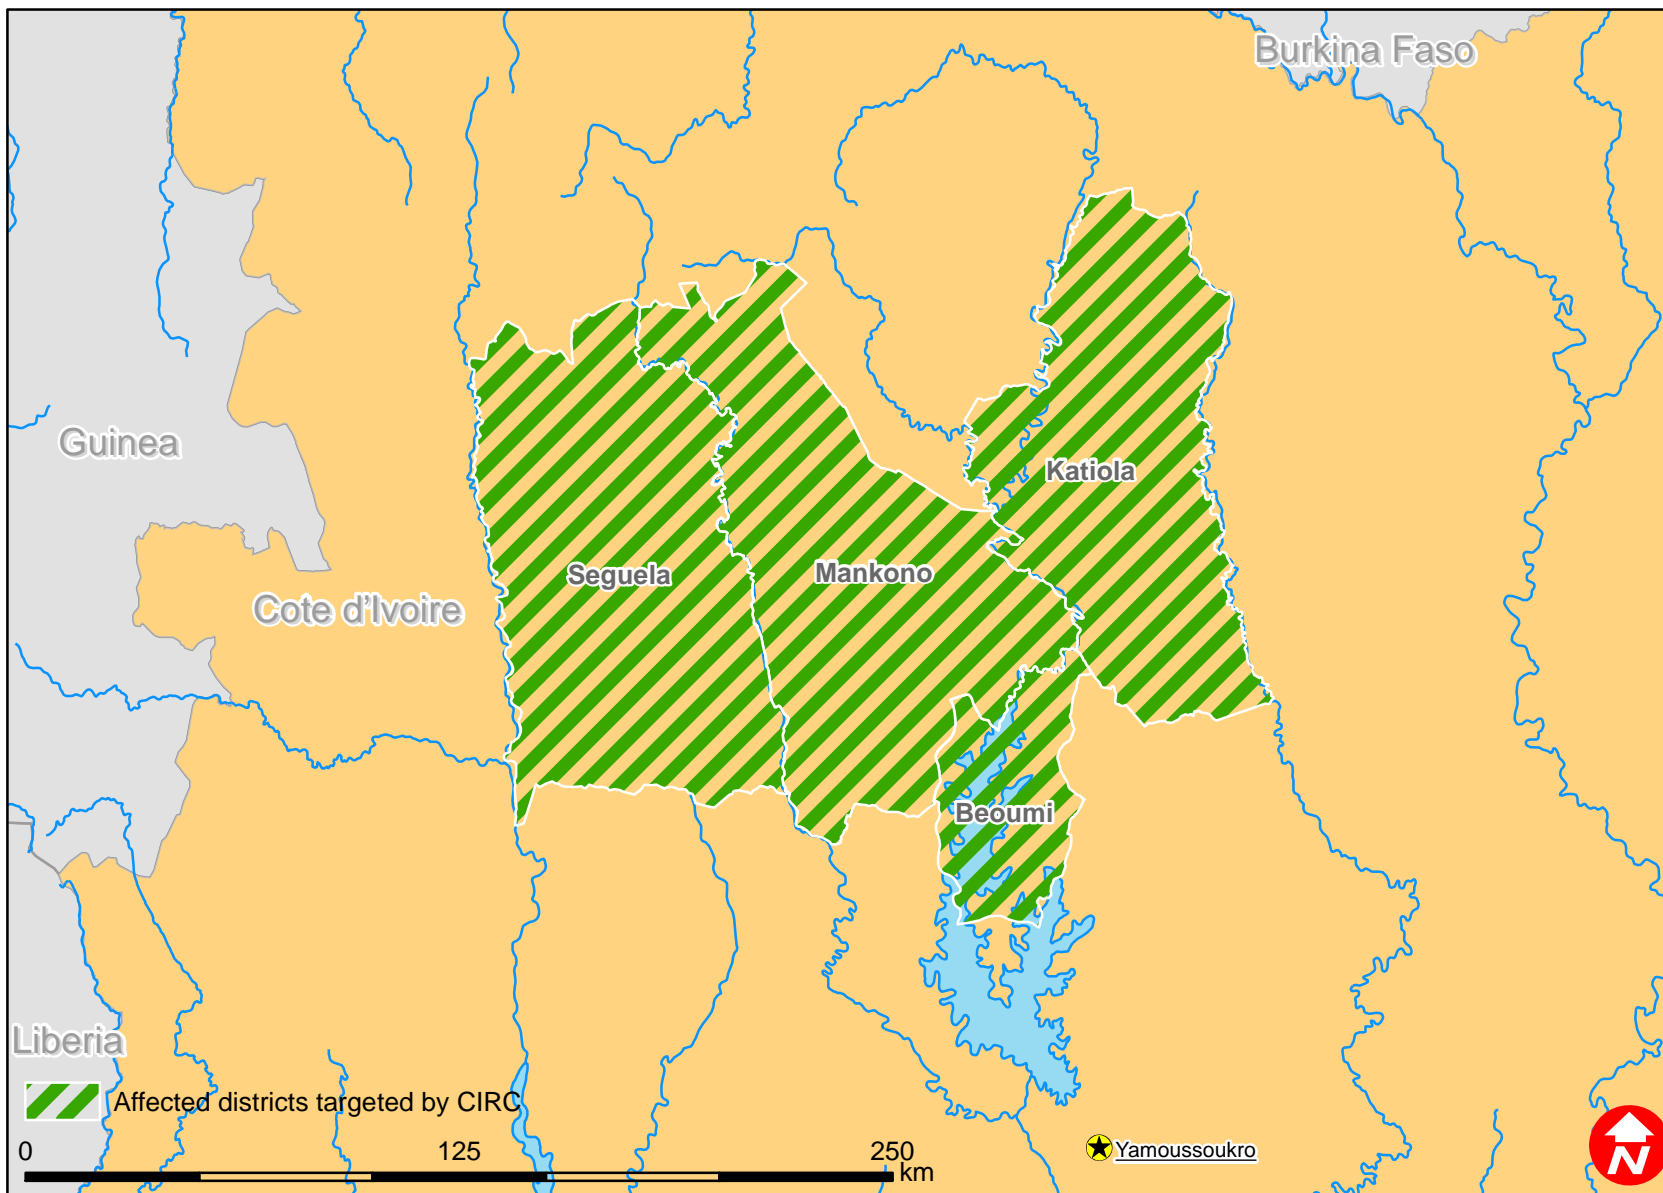 Burkina Faso
Guinea
Katiola
Seguela
Mankono
Cote d'Ivoire
Beoumi
Liberia
Affected districts targeted by CIRC
0 125 250
km
Yamoussoukro
N